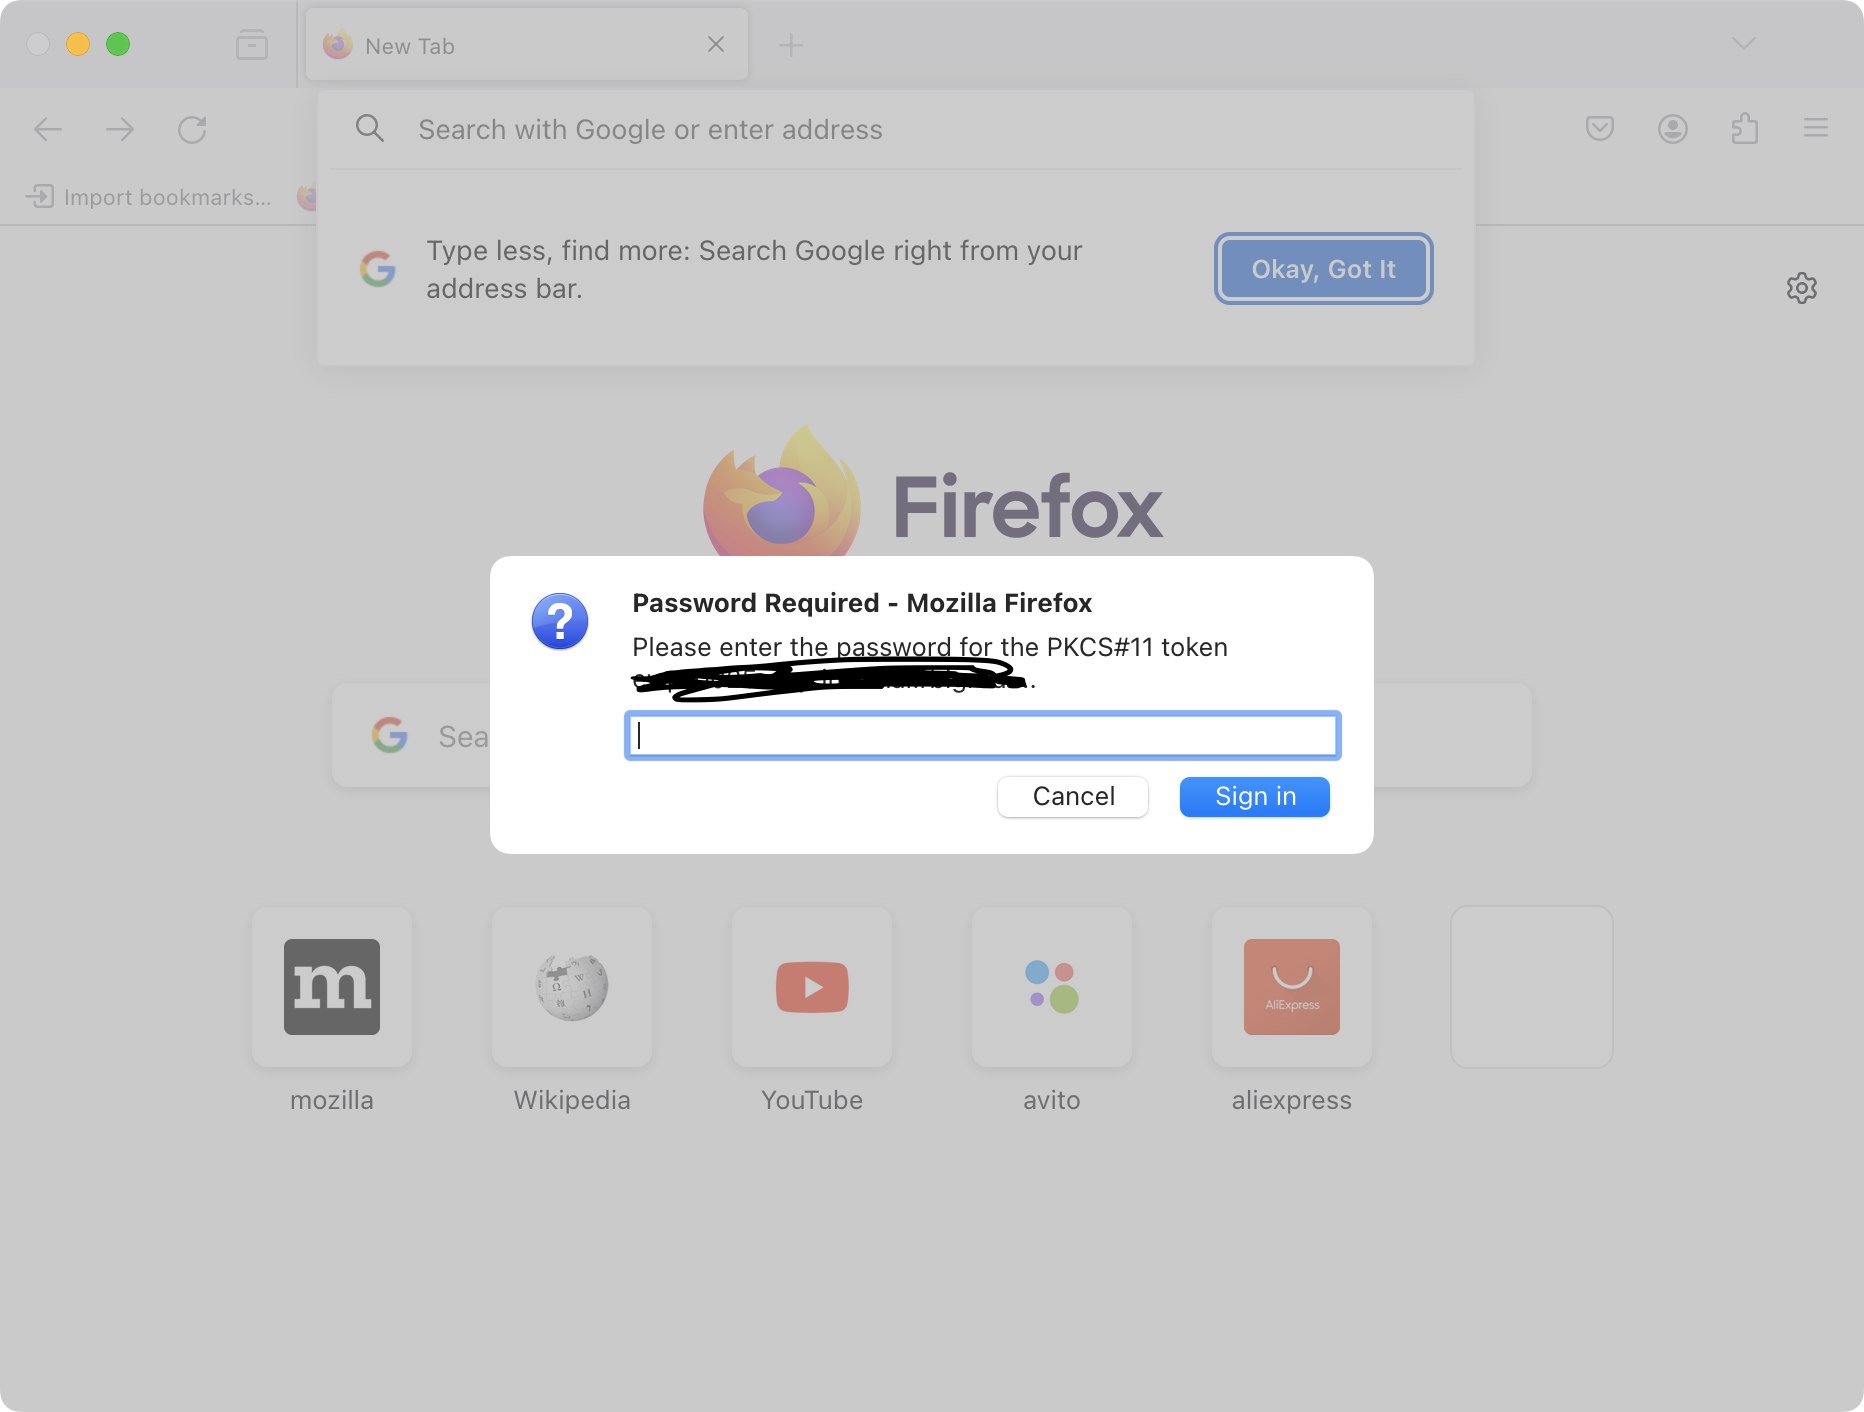 New Tab
Search with Google or enter address
Import bookmarks...
Type less, find more: Search Google right from your
address bar.
Okay, Got It
Firefox
Password Required - Mozilla Firefox
Please enter the password for the PKCS#11 token
Sea
Cancel
Sign in
m
AliExpress
mozilla
Wikipedia
YouTube
avito
aliexpress